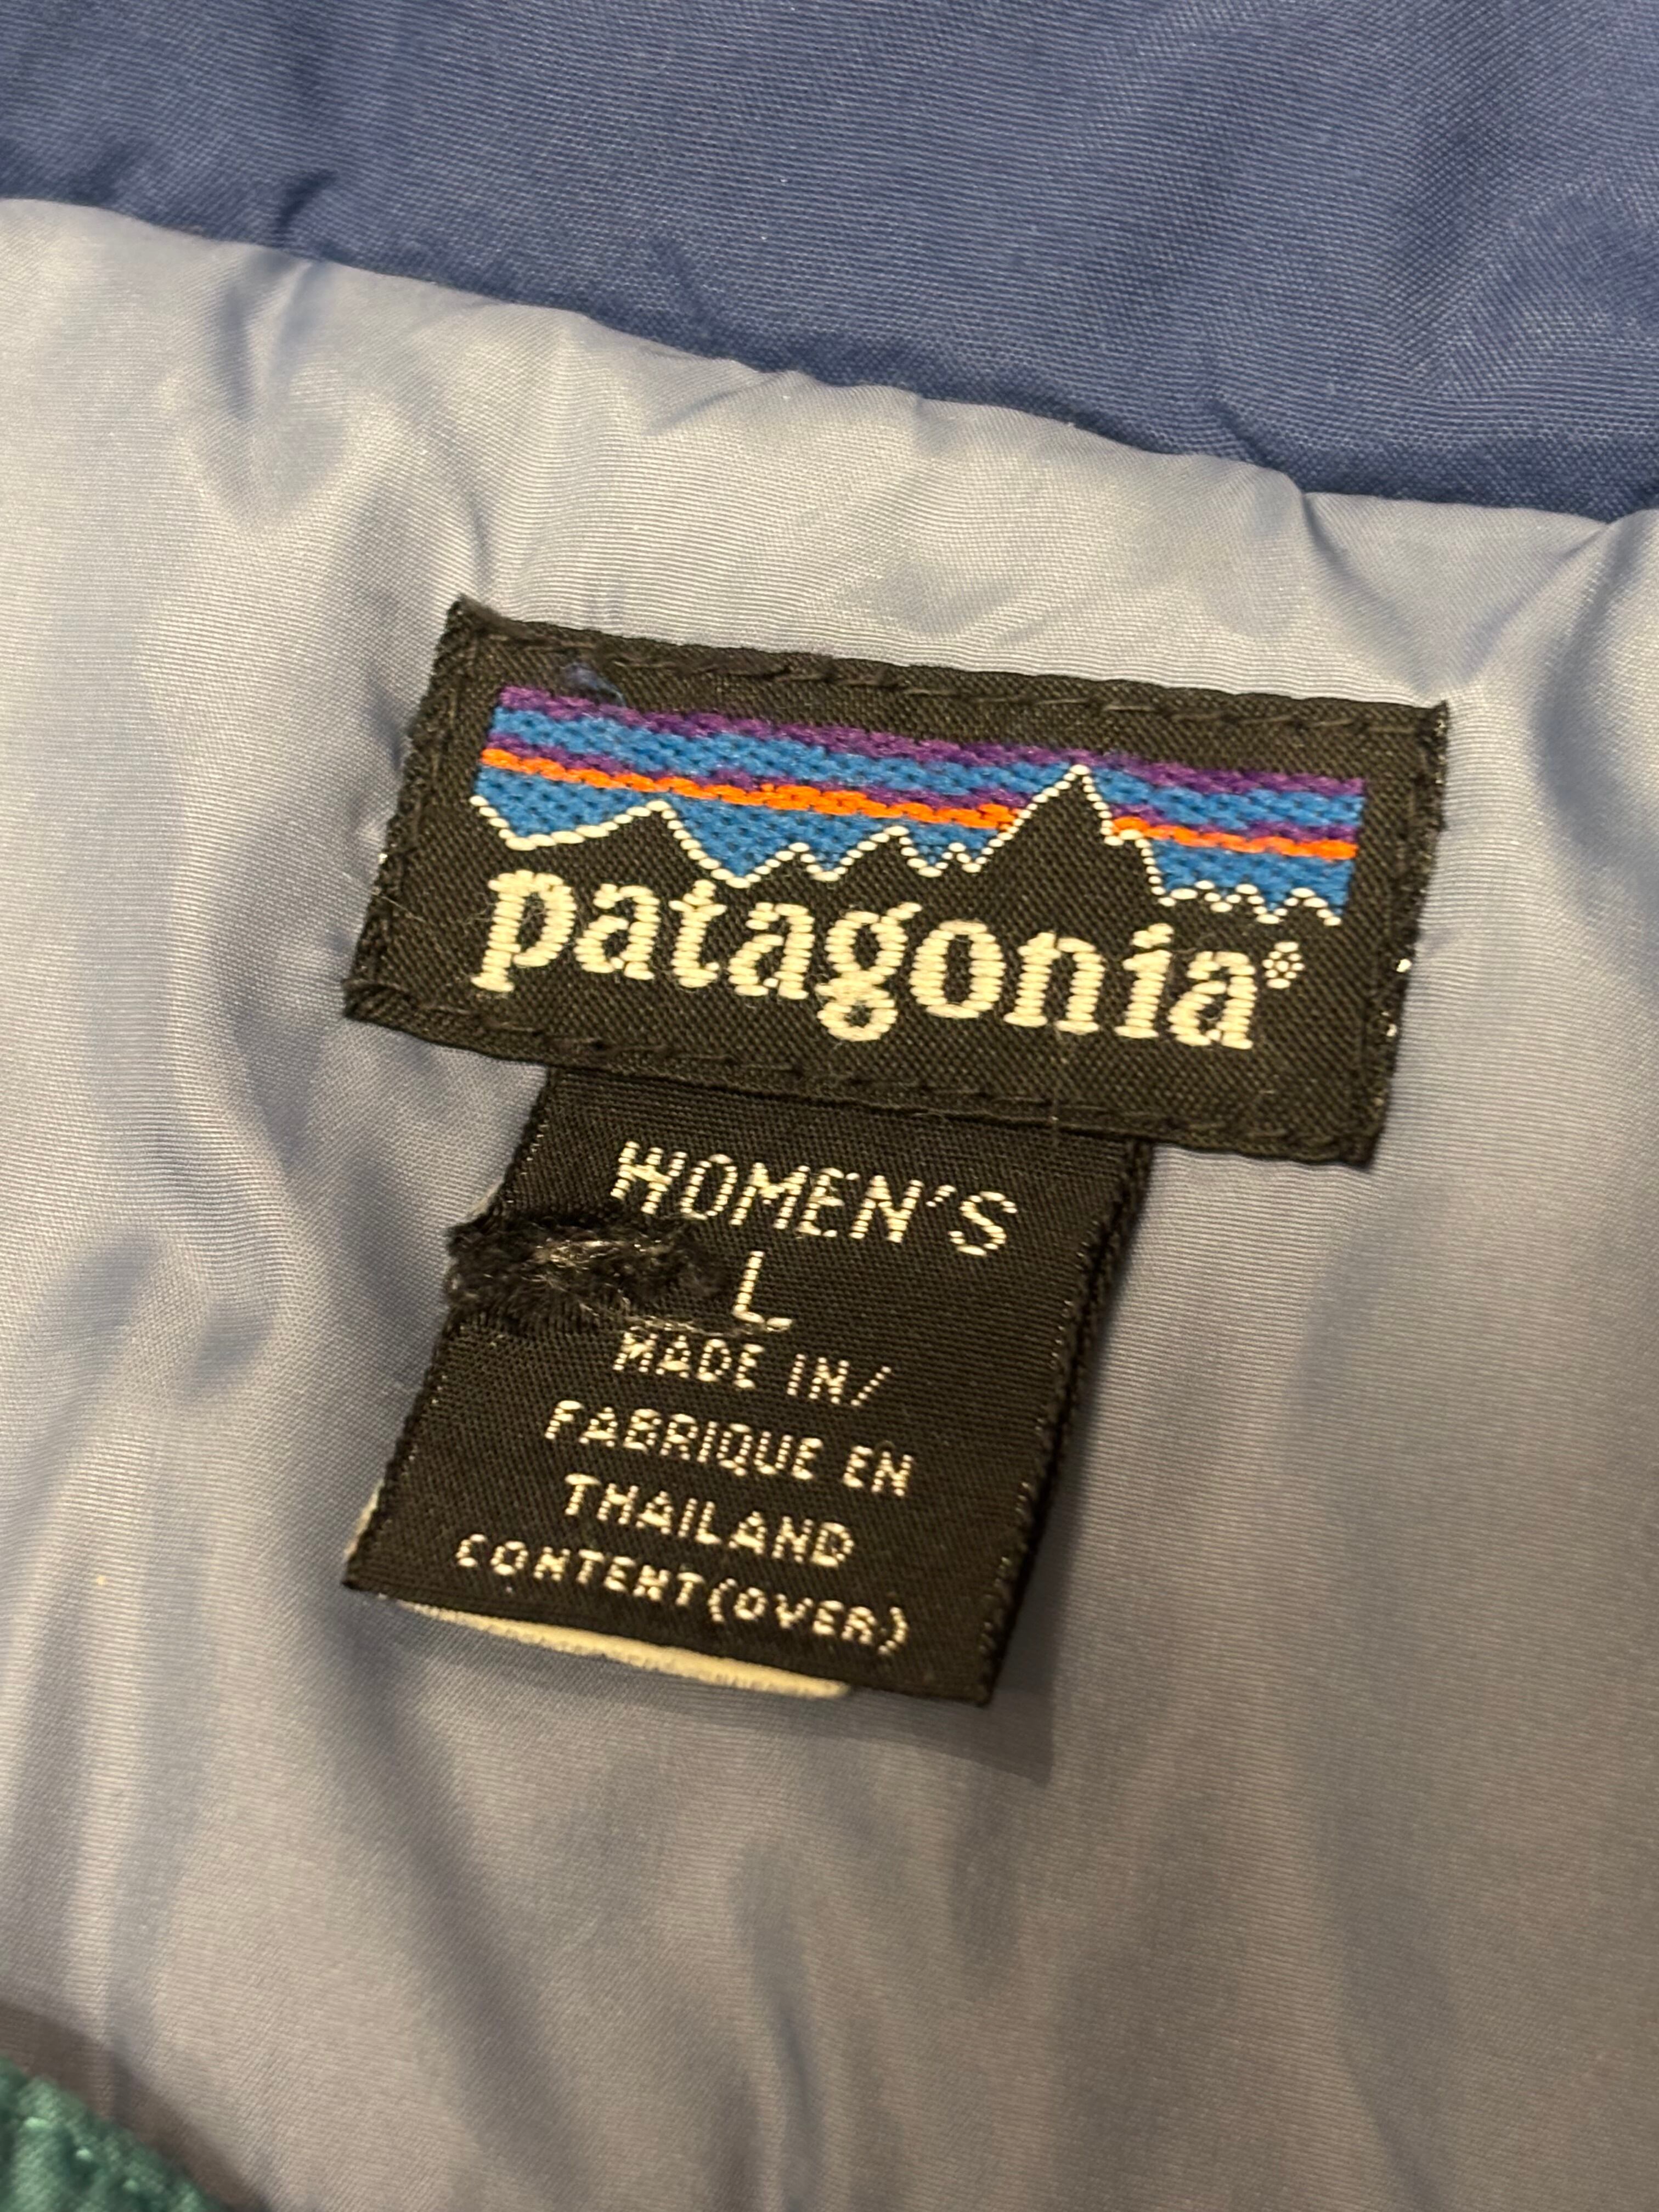 patagonia®
WOMEN'S
L
MADE IN/
FABRIQUE EN
THAILAND
CONTENT(OVER)